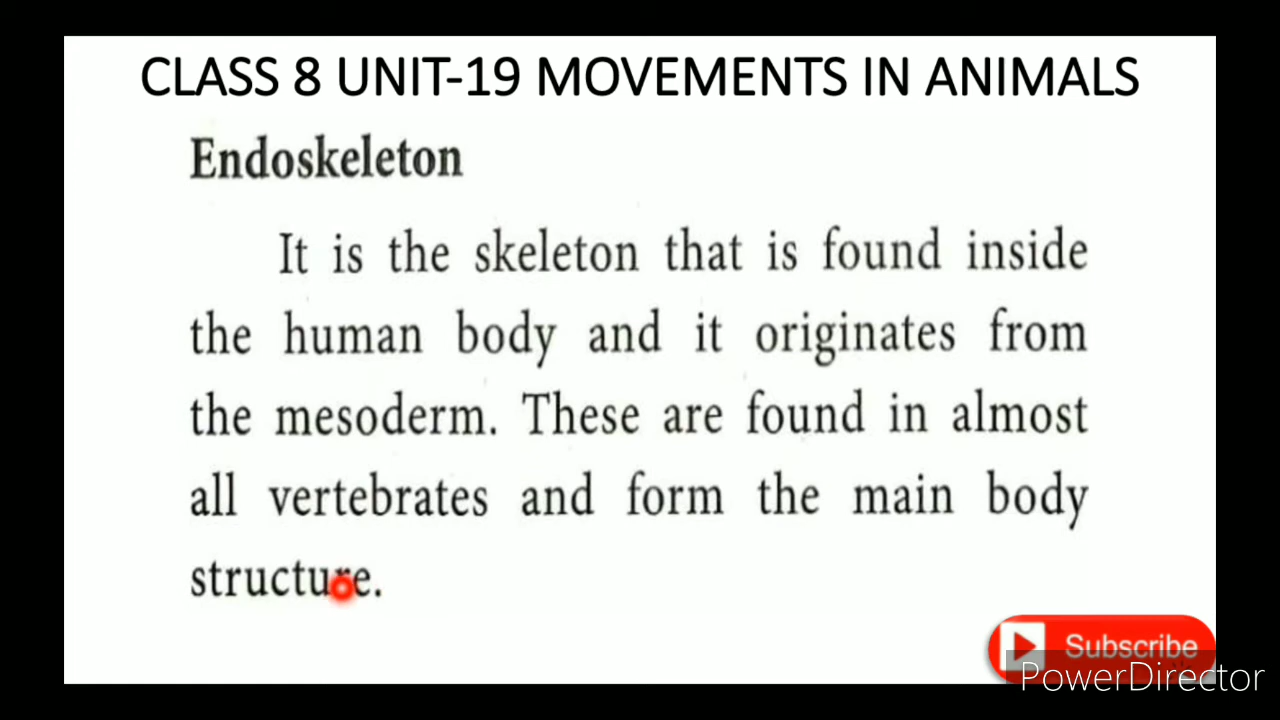 CLASS 8 UNIT-19 MOVEMENTS IN ANIMALS
Endoskeleton
It is the skeleton that is found inside
the human body and it originates from
the mesoderm. These are found in almost
all vertebrates and form the main body
structure.
Subscribe
PowerDirector